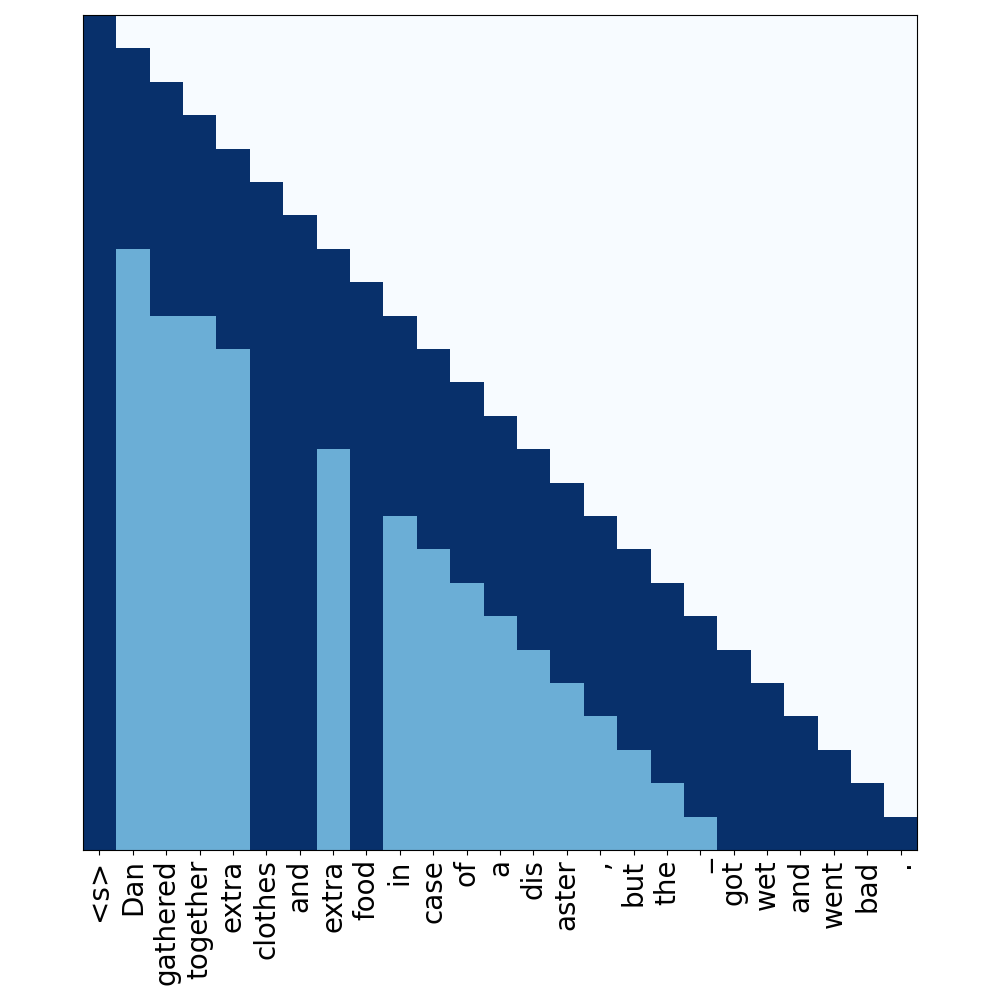 <s> Dan gathered together extra clothes and extra food in case of a dis aster , but the _ got wet and went bad .